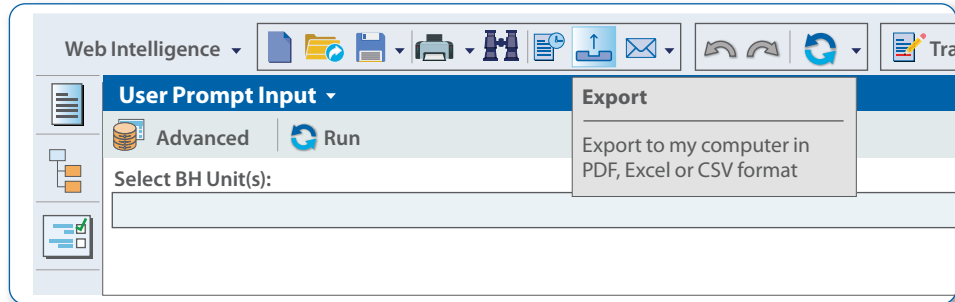 Web Intelligence
Tra
User Prompt Input
Export
Advanced
Run
Export to my computer in
PDF, Excel or CSV format
Select BH Unit(s):